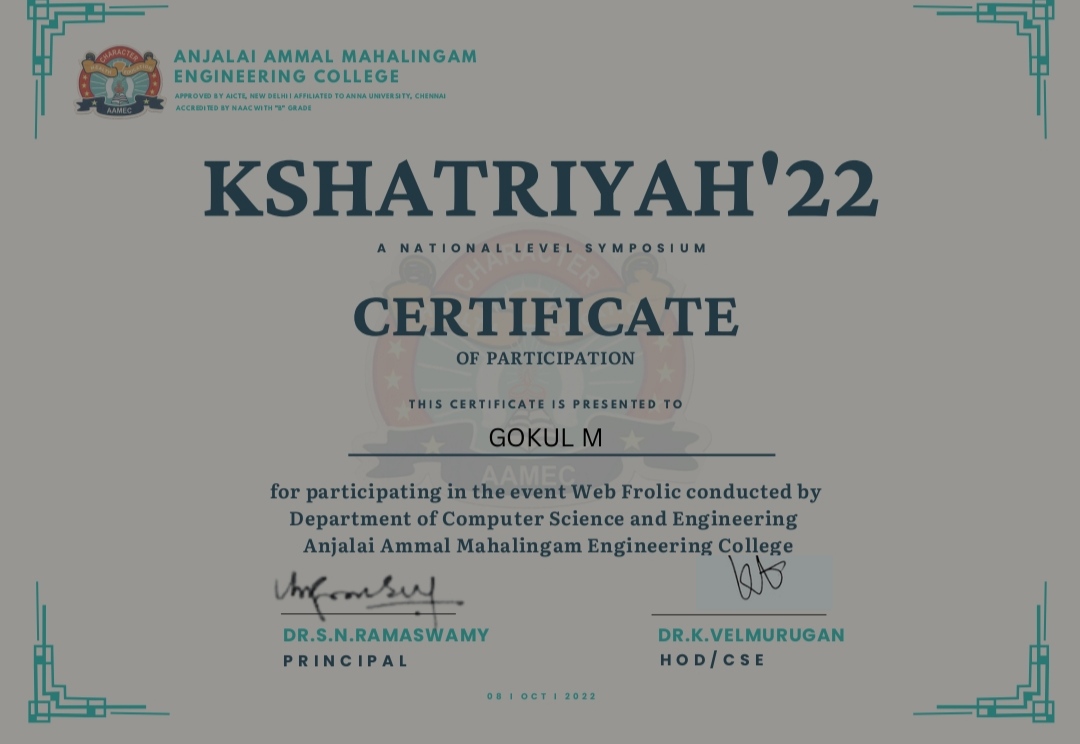 CHARACTER
AAMEC
ANJALAI AMMAL MAHALINGAM
ENGINEERING COLLEGE
APPROVED BY AICTE, NEW DELHI | AFFILIATED TO ANNA UNIVERSITY, CHENNAI
ACCREDITED BY NAAC WITH "B" GRADE
KSHATRIYAH'22
A NATIONAL LEVEL SYMPOSIUM
CHARACTER
CERTIFICATE
OF PARTICIPATION
THIS CERTIFICATE IS PRESENTED TO
GOKUL M
AAMEC
for participating in the event Web Frolic conducted by
Department of Computer Science and Engineering
Anjalai Ammal Mahalingam Engineering College
DR.S.N.RAMASWAMY
PRINCIPAL
DR.K.VELMURUGAN
HOD/CSE
08 | OCT | 2022